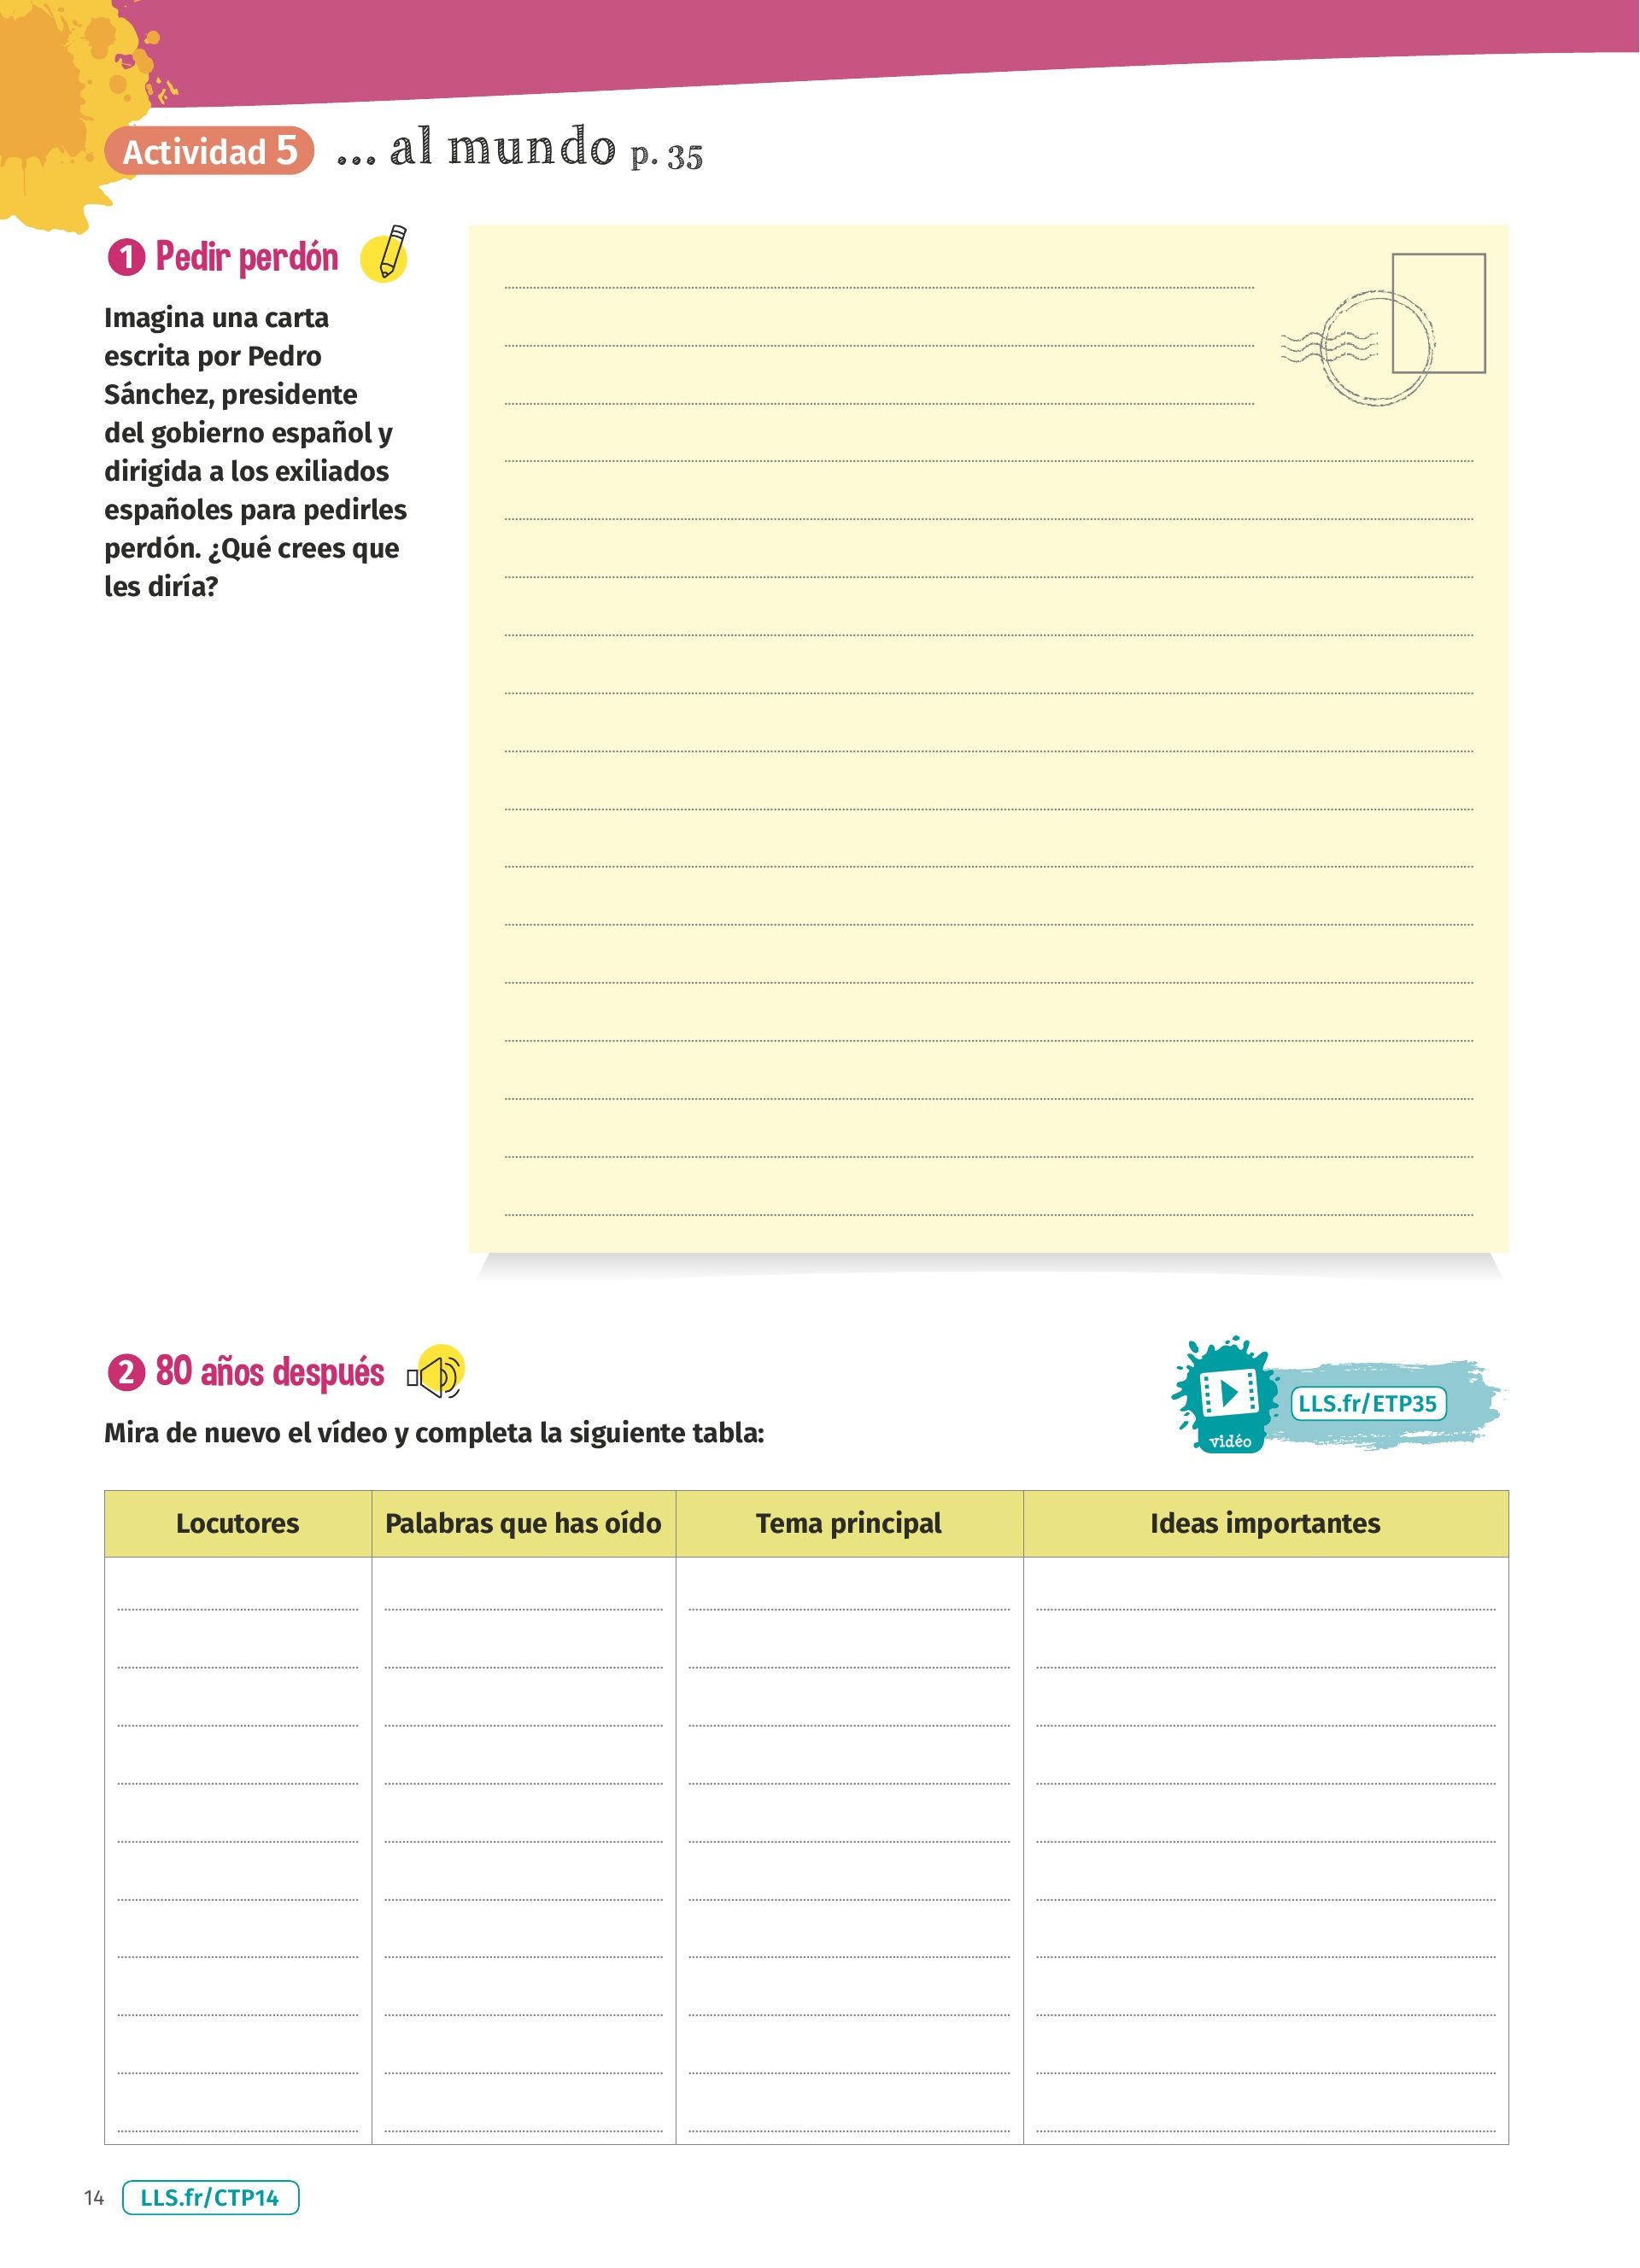 Actividad 5 ... al mundo p. 35
1 Pedir perdón
Imagina una carta
escrita por Pedro
Sánchez, presidente
del gobierno español y
dirigida a los exiliados
españoles para pedirles
perdón. ¿Qué crees que
les diría?
2 80 años después
vidéo
LLS.fr/ETP35
Mira de nuevo el vídeo y completa la siguiente tabla:
Locutores Palabras que has oído Tema principal Ideas importantes
14 LLS.fr/CTP14